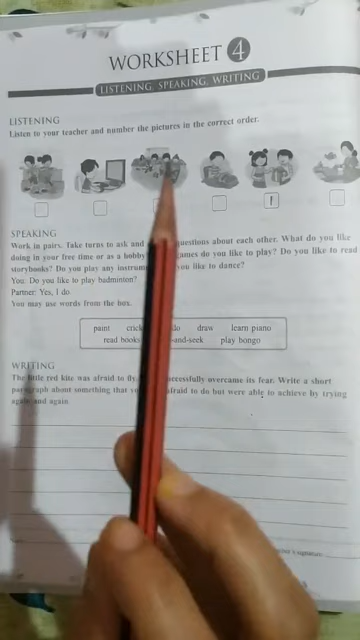 WORKSHEET 4
LISTENING, SPEAKING, WRITING
LISTENING
Listen to your teacher and number the pictures in the correct order.
1
SPEAKING
Work in pairs. Take turns to ask and questions about each other. What do you like
doing in your free time or as a hobby games do you like to play? Do you like to read
storybooks? Do you play any you like to dance?
You: Do you like to play badminton?
Partner: Yes, I do.
You may use words from the box.
paint draw learn piano
read books and-seek play bongo
WRITING
The little red kite was afraid to fly. successfully overcame its fear. Write a short
paragraph about something that afraid to do but were able to achieve by trying
again and again.